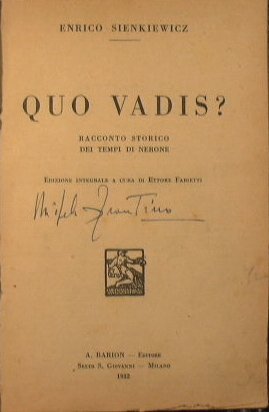 ENRICO SIENKIEWICZ
QUO VADIS?
RACCONTO STORICO
DEI TEMPI DI NERONE
EDIZIONE INTEGRALE A CURA DI ETTORE FABIETTI
A. BARION — EDITORE
SESTO S. GIOVANNI — MILANO